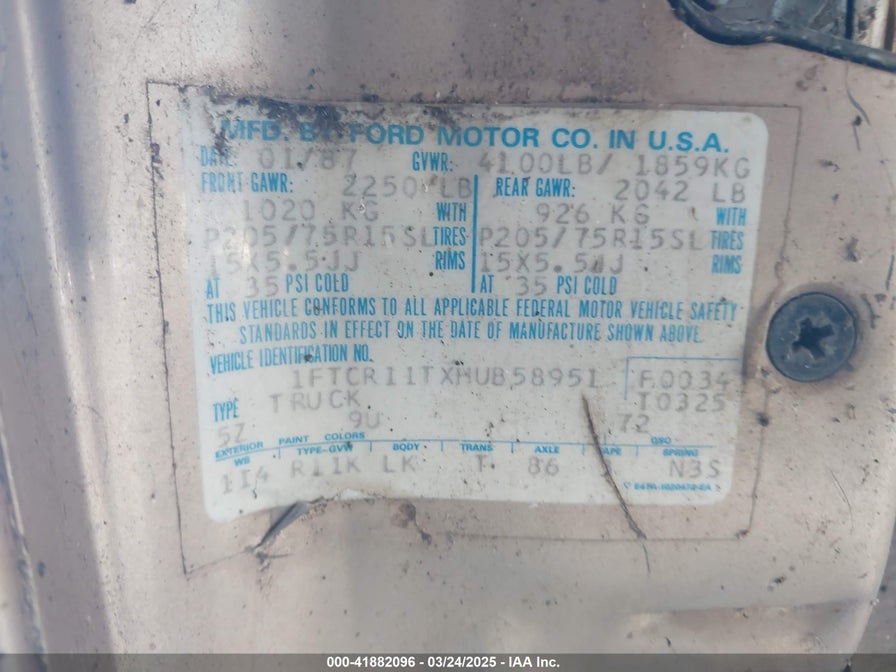 MFD. BY FORD MOTOR CO. IN U.S.A.
DATE: 01/87 GVWR: 4100LB/ 1859KG
FRONT GAWR: 2250 LB REAR GAWR: 2042 LB
1020 KG WITH 926 KG WITH
P205/75R15SL TIRES P205/75R15SL TIRES
15X5.5JJ RIMS 15X5.5JJ RIMS
AT 35 PSI COLD AT 35 PSI COLD
THIS VEHICLE CONFORMS TO ALL APPLICABLE FEDERAL MOTOR VEHICLE SAFETY
STANDARDS IN EFFECT ON THE DATE OF MANUFACTURE SHOWN ABOVE.
VEHICLE IDENTIFICATION NO.
1FTCR11TXHUB58951 F0034
TYPE TRUCK T0325
5Z 9U 72
EXTERIOR PAINT COLORS DSO
WB TYPE-GVW BODY TRANS AXLE TAPE SPRING
114 R11K LK T 86 N3S
000-41882096 - 03/24/2025 - IAA Inc.